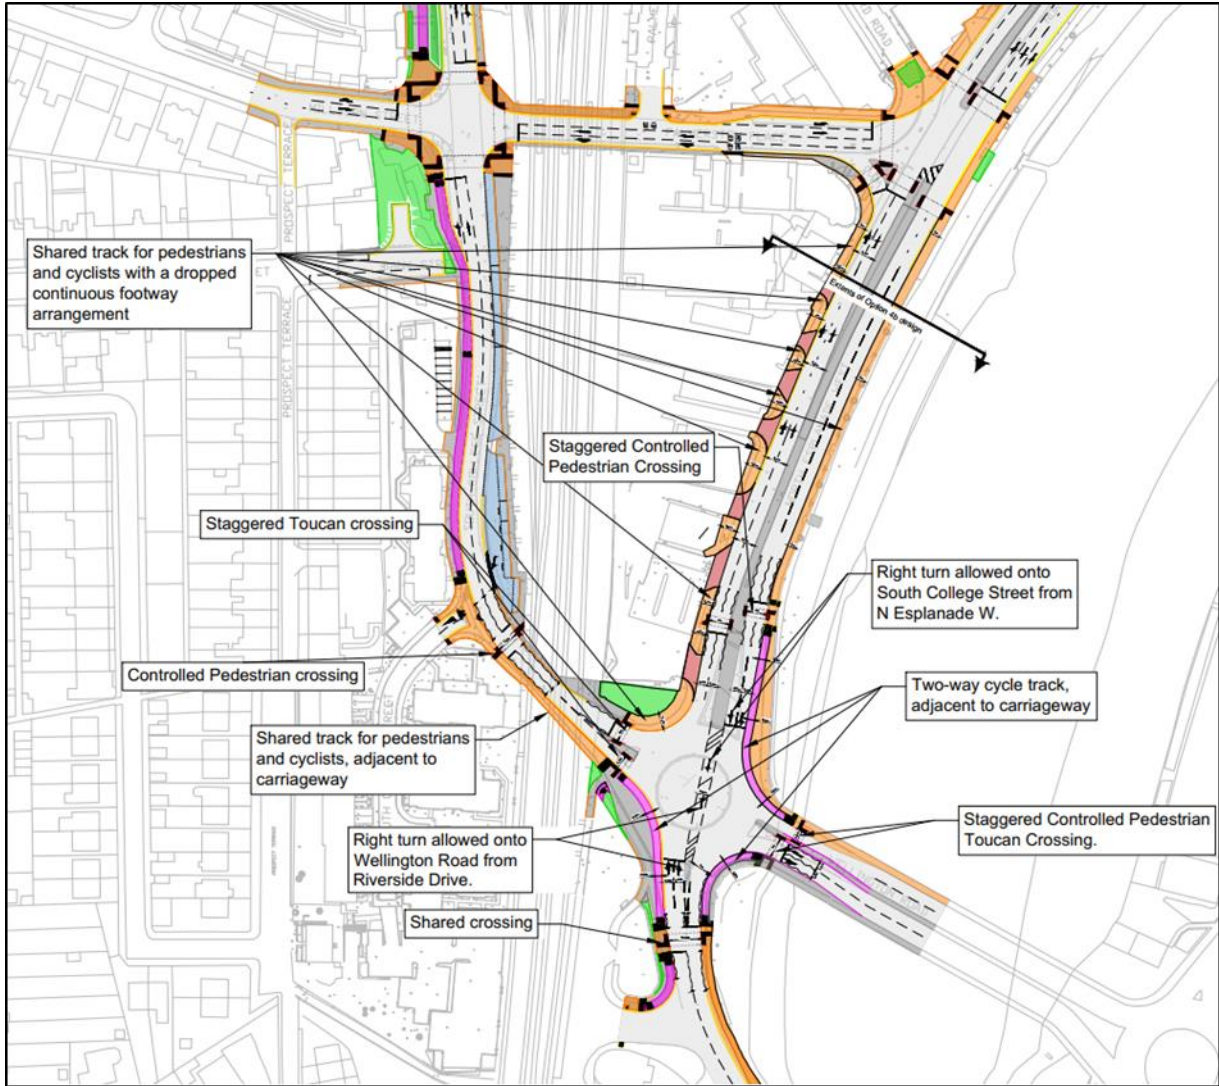 ROAD
PROSPECT TERRACE
Shared track for pedestrians
and cyclists with a dropped
continuous footway
arrangement
Extents of Option 4b design
PROSPECT TERRACE
Staggered Controlled
Pedestrian Crossing
Staggered Toucan crossing
Right turn allowed onto
South College Street from
N Esplanade W.
Controlled Pedestrian crossing
Two-way cycle track,
adjacent to carriageway
Shared track for pedestrians
and cyclists, adjacent to
carriageway
Staggered Controlled Pedestrian
Toucan Crossing.
Right turn allowed onto
Wellington Road from
Riverside Drive.
Shared crossing